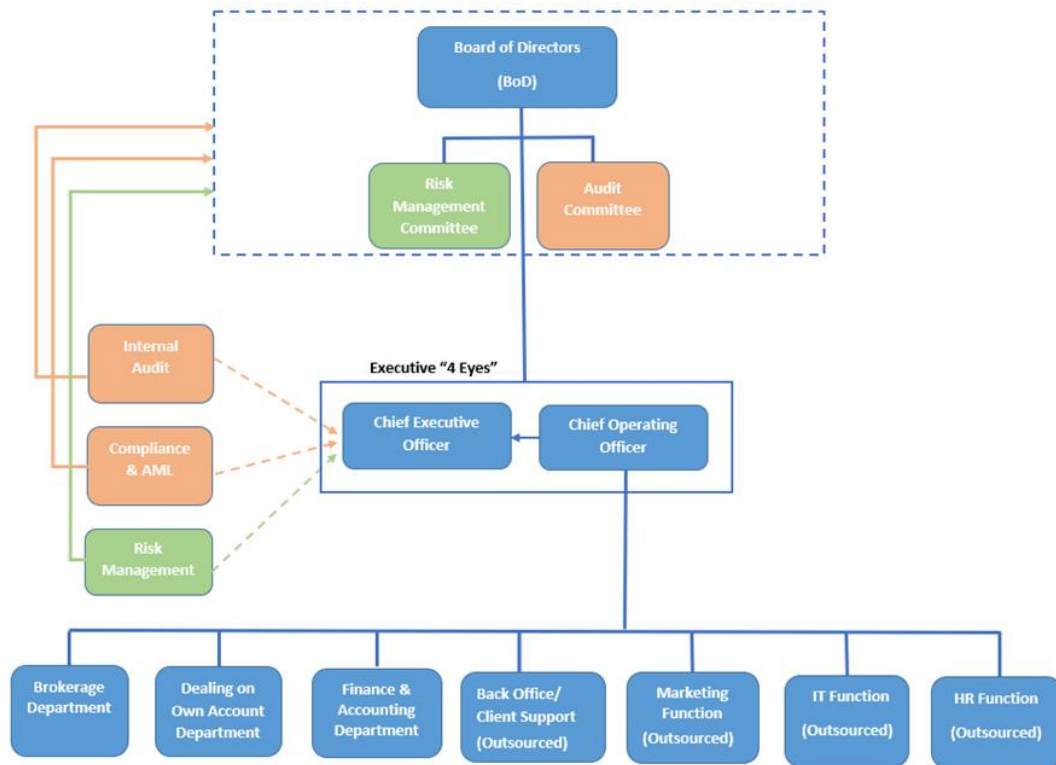 Board of Directors
(BoD)
Risk
Management
Committee
Audit
Committee
Internal
Audit
Executive “4 Eyes”
Chief Executive
Officer
Chief Operating
Officer
Compliance
& AML
Risk
Management
Brokerage
Department
Dealing on
Own Account
Department
Finance &
Accounting
Department
Back Office/
Client Support
(Outsourced)
Marketing
Function
(Outsourced)
IT Function
(Outsourced)
HR Function
(Outsourced)